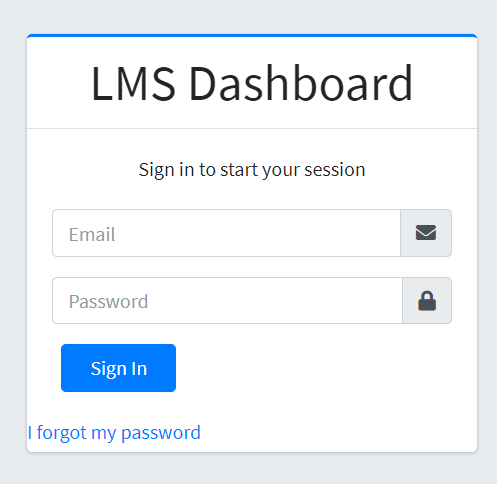 LMS Dashboard
Sign in to start your session
Email
Password
Sign In
I forgot my password